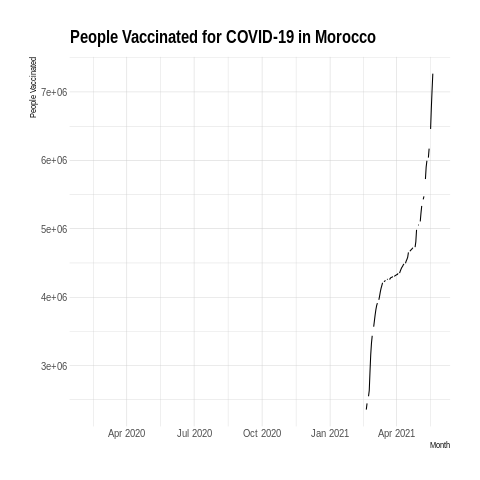 People Vaccinated for COVID-19 in Morocco
People Vaccinated
7e+06
6e+06
5e+06
4e+06
3e+06
Apr 2020 Jul 2020 Oct 2020 Jan 2021 Apr 2021
Month